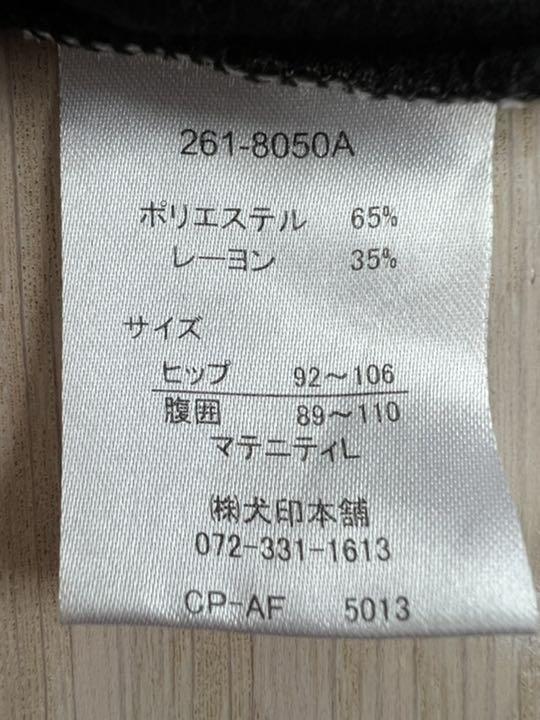 261-8050A
ポリエステル 65%
レーヨン 35%
サイズ
ヒップ 92～106
腹囲 89～110
マテニティL
㈱犬印本舗
072-331-1613
CP-AF 5013